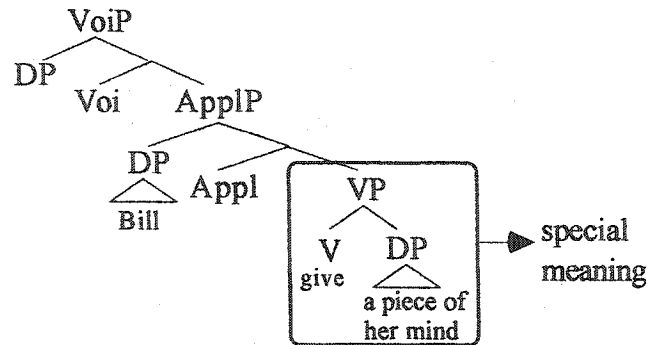 VoiP
DP
Voi ApplP
DP Appl VP
Bill
V DP
give
a piece of
her mind
special
meaning